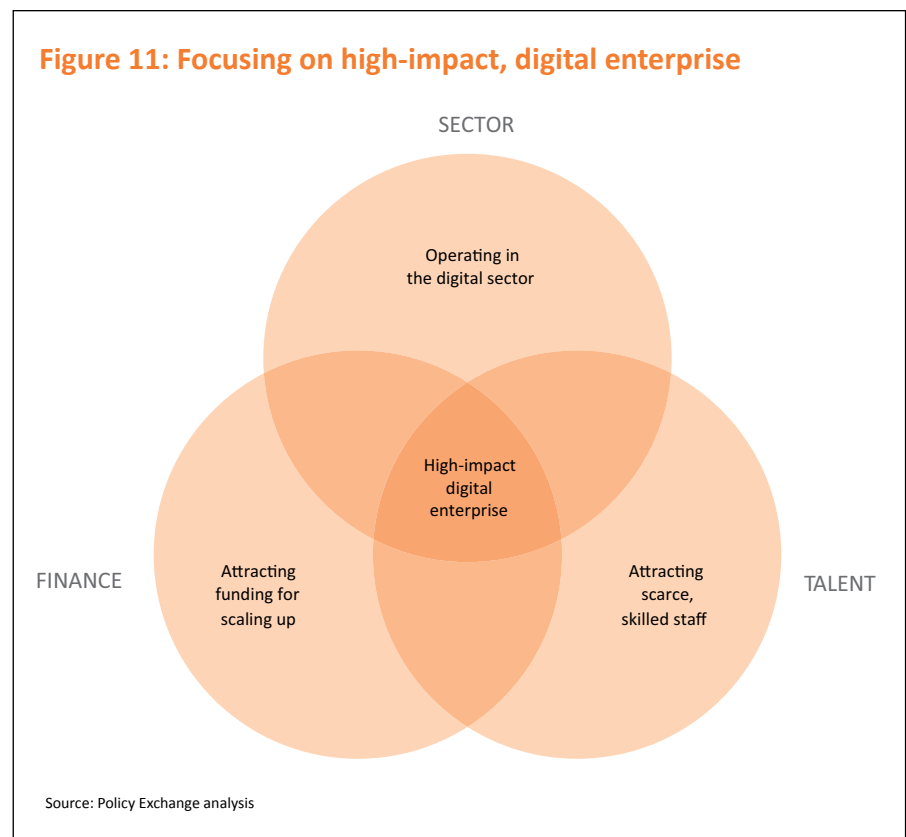 Figure 11: Focusing on high-impact, digital enterprise
SECTOR
Operating in
the digital sector
High-impact
digital
enterprise
FINANCE
Attracting
funding for
scaling up
Attracting
scarce,
skilled staff
TALENT
Source: Policy Exchange analysis